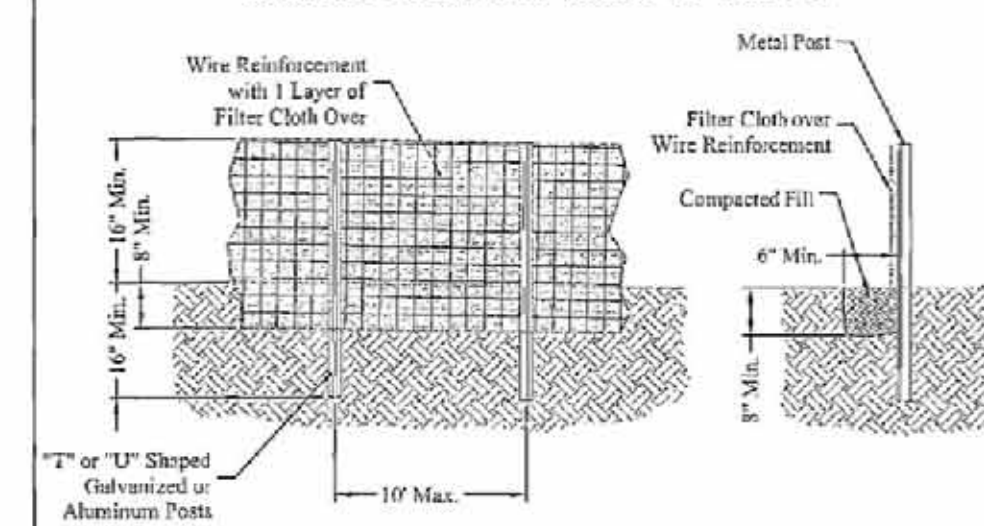 Wire Reinforcement
with 1 Layer of
Filter Cloth Over
16" Min.
8" Min.
16" Min.
"T" or "U" Shaped
Galvanized or
Aluminum Posts
10' Max.
Metal Post
Filter Cloth over
Wire Reinforcement
Compacted Fill
6" Min.
8" Min.